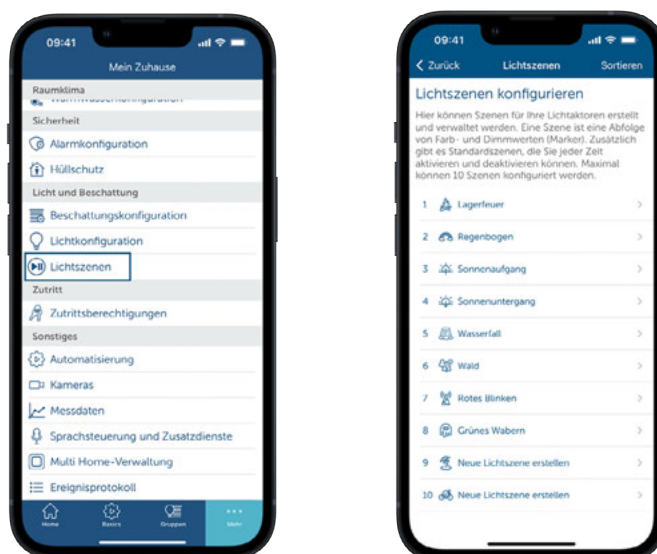 09:41
Mein Zuhause
Raumklima
Warmwasserkonfiguration
Sicherheit
Alarmkonfiguration
Hüllschutz
Licht und Beschattung
Beschattungskonfiguration
Lichtkonfiguration
Lichtszenen
Zutritt
Zutrittsberechtigungen
Sonstiges
Automatisierung
Kameras
Messdaten
Sprachsteuerung und Zusatzdienste
Multi Home-Verwaltung
Ereignisprotokoll
Home Basics Gruppen Mehr
09:41
Zurück Lichtszenen Sortieren
Lichtszenen konfigurieren
Hier können Szenen für Ihre Lichtaktoren erstellt
und verwaltet werden. Eine Szene ist eine Abfolge
von Farb- und Dimmwerten (Marker). Zusätzlich
gibt es Standardszenen, die Sie jeder Zeit
aktivieren und deaktivieren können. Maximal
können 10 Szenen konfiguriert werden.
1 Lagerfeuer
2 Regenbogen
3 Sonnenaufgang
4 Sonnenuntergang
5 Wasserfall
6 Wald
7 Rotes Blinken
8 Grünes Wabern
9 Neue Lichtszene erstellen
10 Neue Lichtszene erstellen